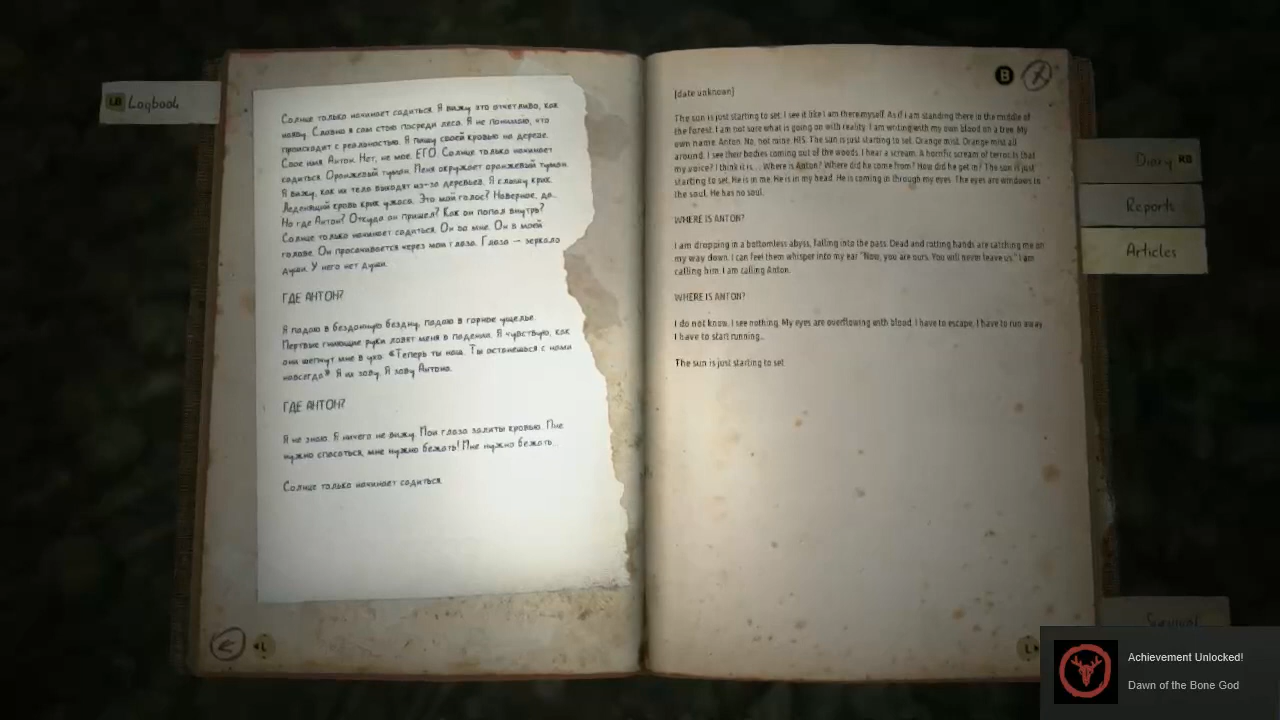 LB Logbook
Солнце только начинает садиться. Я вижу это отчетливо, как
наяву. Словно я сам стою посреди леса. Я не понимаю, что
происходит с реальностью. Я пишу своей кровью на дереве.
Свое имя. Антон. Нет, не мое. ЕГО. Солнце только начинает
садиться. Оранжевый туман. Меня окружает оранжевый туман.
Я вижу, как их тела выходят из-за деревьев. Я слышу крик.
Леденящий кровь крик ужаса. Это мой голос? Наверное, да...
Но где Антон? Откуда он пришел? Как он попал внутрь?
Солнце только начинает садиться. Он во мне. Он в моей
голове. Он просачивается через мои глаза. Глаза — зеркало
души. У него нет души.
ГДЕ АНТОН?
Я падаю в бездонную бездну, падаю в горное ущелье.
Мертвые гниющие руки ловят меня в падении. Я чувствую, как
они шепчут мне в ухо: «Теперь ты наш. Ты останешься с нами
навсегда». Я их зову. Я зову Антона.
ГДЕ АНТОН?
Я не знаю. Я ничего не вижу. Мои глаза залиты кровью. Мне
нужно спасаться, мне нужно бежать! Мне нужно бежать...
Солнце только начинает садиться.
L
B
[date unknown]
The sun is just starting to set. I see it like I am there myself. As if I am standing there in the middle of
the forest. I am not sure what is going on with reality. I am writing with my own blood on a tree. My
own name. Anton. No, not mine. HIS. The sun is just starting to set. Orange mist. Orange mist all
around. I see their bodies coming out of the woods. I hear a scream. A horrific scream of terror. Is that
my voice? I think it is... Where is Anton? Where did he come from? How did he get in? The sun is just
starting to set. He is in me. He is in my head. He is coming in through my eyes. The eyes are windows to
the soul. He has no soul.
WHERE IS ANTON?
I am dropping in a bottomless abyss, falling into the pass. Dead and rotting hands are catching me on
my way down. I can feel them whisper into my ear "Now, you are ours. You will never leave us." I am
calling him. I am calling Anton.
WHERE IS ANTON?
I do not know. I see nothing. My eyes are overflowing with blood. I have to escape, I have to run away.
I have to start running...
The sun is just starting to set.
L
Diary RB
Reports
Articles
Survival
Achievement Unlocked!
Dawn of the Bone God